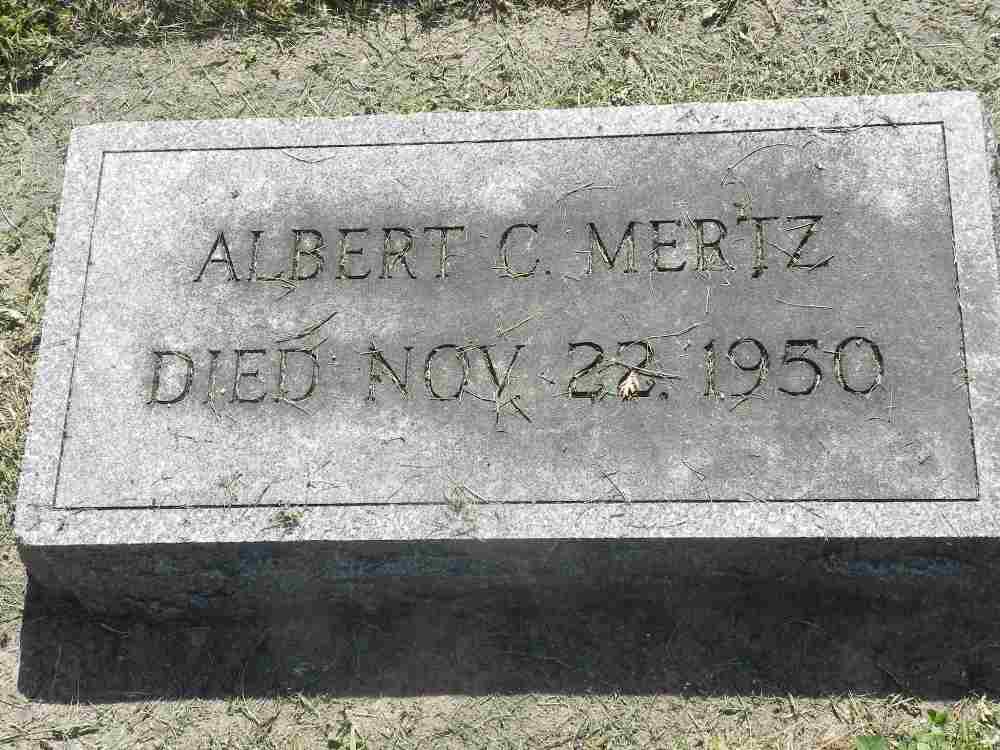 ALBERT C. MERTZ
DIED NOV. 22. 1950